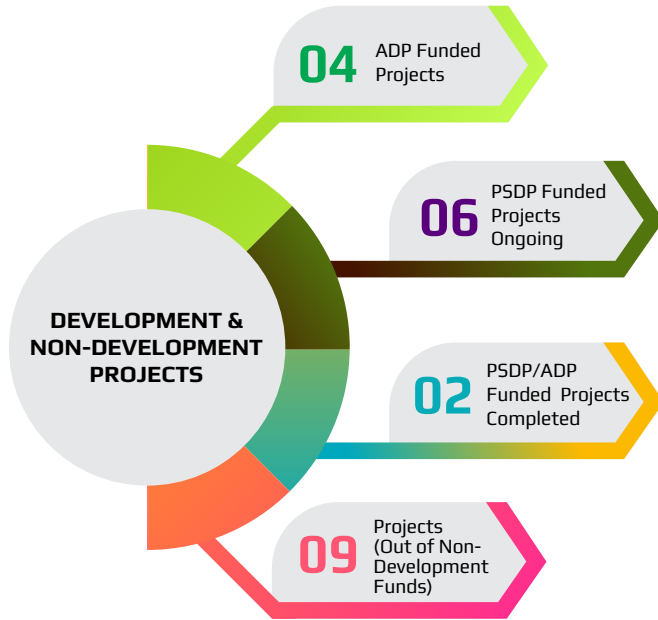 04
ADP Funded
Projects
06
PSDP Funded
Projects
Ongoing
DEVELOPMENT &
NON-DEVELOPMENT
PROJECTS
02
PSDP/ADP
Funded Projects
Completed
09
Projects
(Out of Non-
Development
Funds)